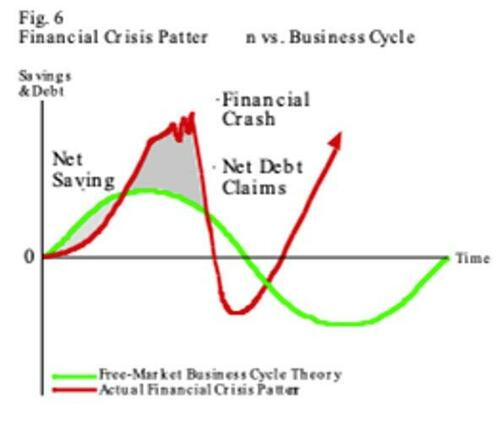 Fig. 6
Financial Crisis Patter n vs. Business Cycle
Savings
& Debt
·Financial
Crash
Net
Saving
· Net Debt
Claims
0
Time
Free-Market Business Cycle Theory
Actual Financial Crisis Pattern